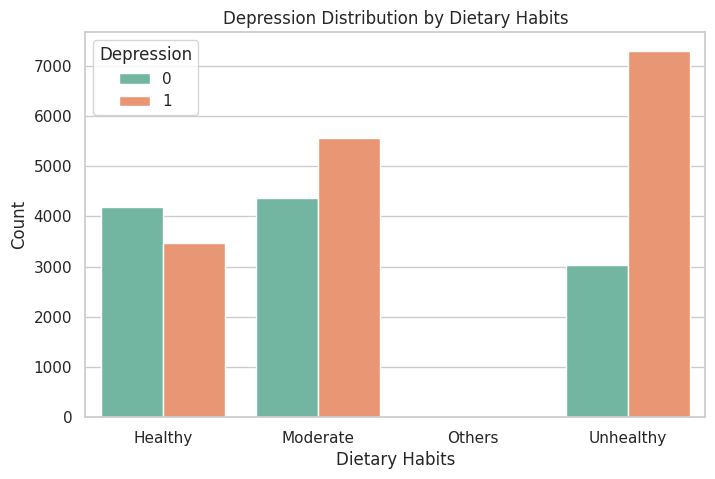 Depression Distribution by Dietary Habits
Depression
0
1
7000
6000
5000
4000
3000
2000
1000
0
Count
Healthy
Moderate
Others
Unhealthy
Dietary Habits